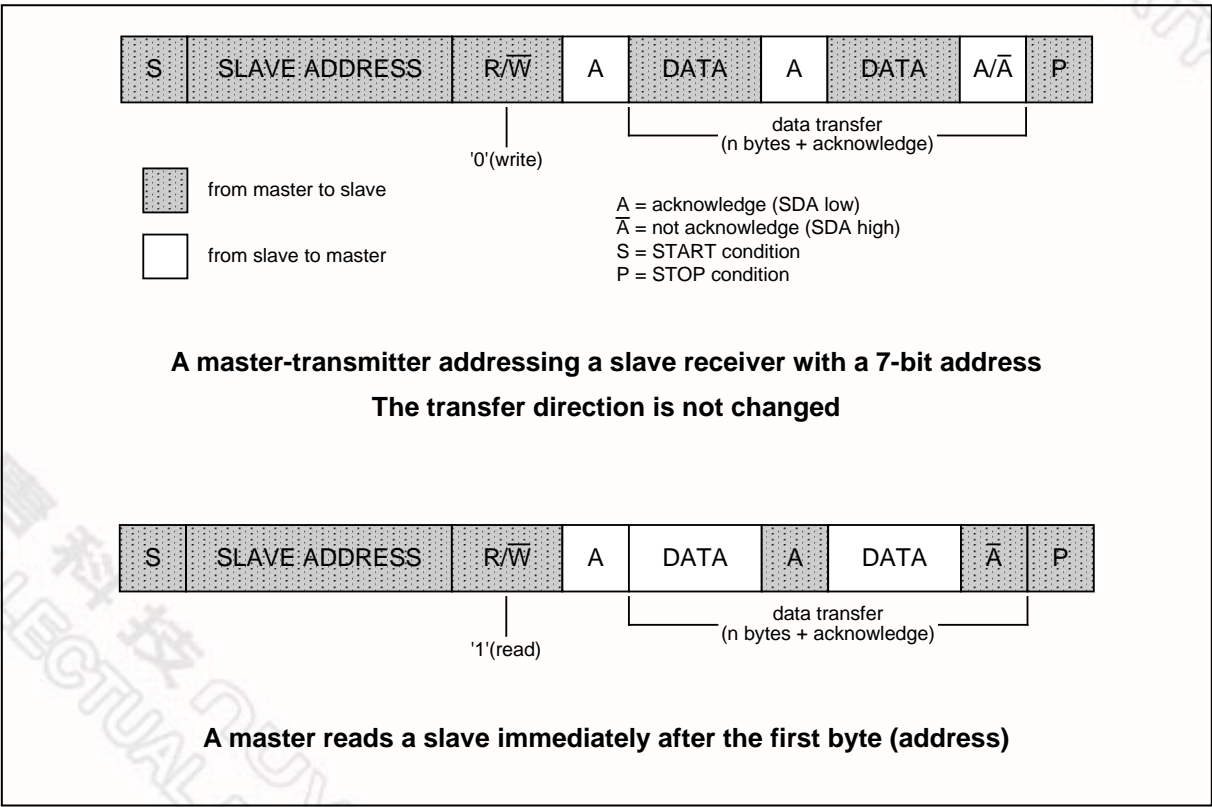 S SLAVE ADDRESS R/W̅ A DATA A DATA A/A̅ P
'0'(write)
data transfer
(n bytes + acknowledge)
from master to slave
from slave to master
A = acknowledge (SDA low)
A̅ = not acknowledge (SDA high)
S = START condition
P = STOP condition
A master-transmitter addressing a slave receiver with a 7-bit address
The transfer direction is not changed
S SLAVE ADDRESS R/W̅ A DATA A DATA A̅ P
'1'(read)
data transfer
(n bytes + acknowledge)
A master reads a slave immediately after the first byte (address)